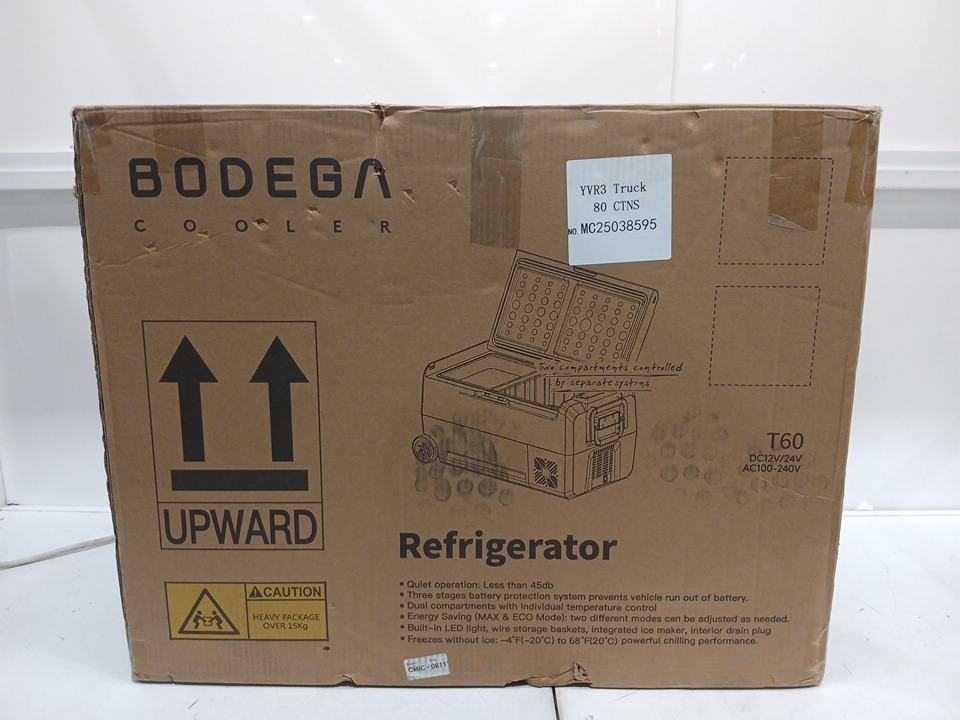 BODEGA
COOLER
YVR3 Truck
80 CTNS
NO. MC25038595
Two compartments controlled
by separate systrns
T60
DC12V/24V
AC100-240V
UPWARD
Refrigerator
• Quiet operation: Less than 45db
• Three stages battery protection system prevents vehicle run out of battery.
• Dual compartments with individual temperature control
• Energy Saving (MAX & ECO Mode): two different modes can be adjusted as needed.
• Built-in LED light, wire storage baskets, integrated ice maker, interior drain plug
• Freezes without ice: -4°F(-20°C) to 68°F(20°C) powerful chilling performance.
CAUTION
HEAVY PACKAGE
OVER 15Kg
CHIC-0611